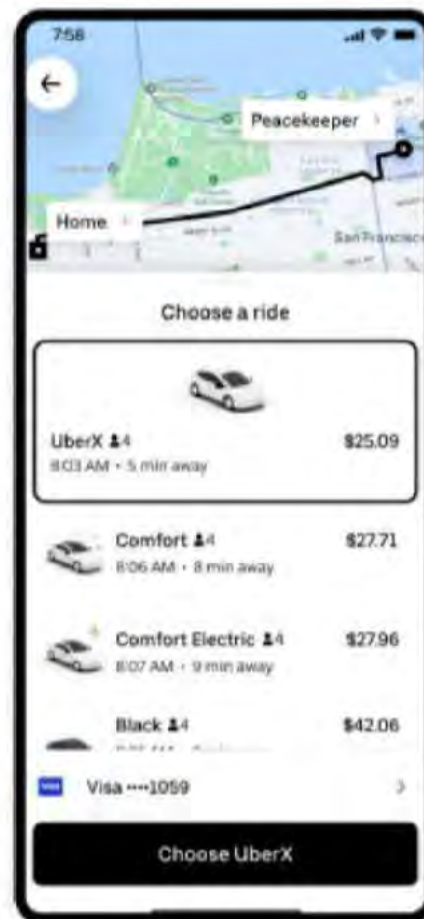 7:58
Peacekeeper
Home
San Francisco
Choose a ride
UberX 4
$25.09
8:03 AM • 5 min away
Comfort 4
$27.71
8:06 AM • 8 min away
Comfort Electric 4
$27.96
8:07 AM • 9 min away
Black 4
$42.06
VISA
Visa ••••1059
Choose UberX